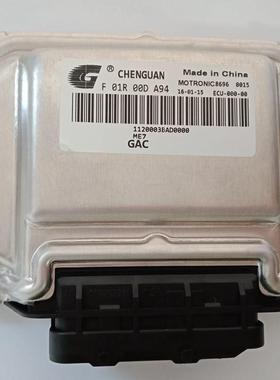 G ® CHENGUAN Made in China
F 01R 00D A94 MOTRONIC8696 8015
16-01-15 ECU-000-00
1120003BAD0000
ME7
GAC